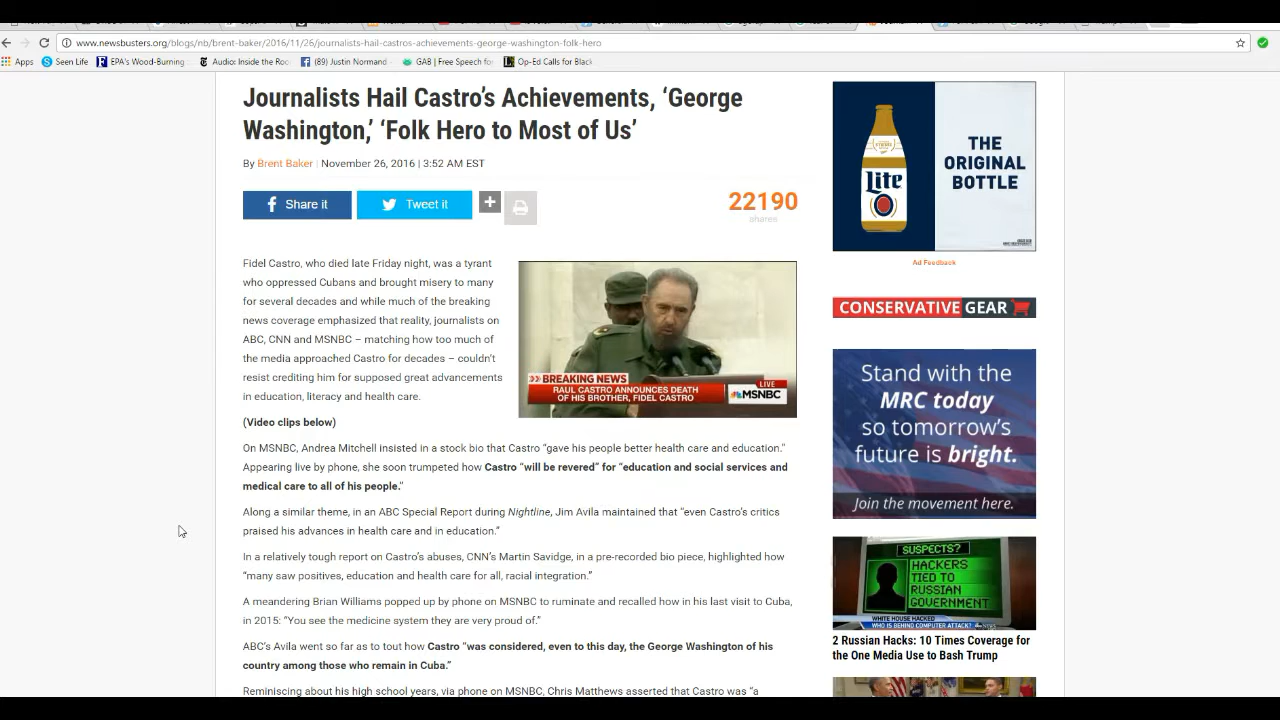 www.newsbusters.org/blogs/nb/brent-baker/2016/11/26/journalists-hail-castros-achievements-george-washington-folk-hero
Apps Seen Life EPA's Wood-Burning Audio: Inside the Roo (89) Justin Normand GAB | Free Speech fo Op-Ed Calls for Black
Journalists Hail Castro's Achievements, 'George
Washington,' 'Folk Hero to Most of Us'
By Brent Baker | November 26, 2016 | 3:52 AM EST
Share it Tweet it +
22190
shares
Fidel Castro, who died late Friday night, was a tyrant
who oppressed Cubans and brought misery to many
for several decades and while much of the breaking
news coverage emphasized that reality, journalists on
ABC, CNN and MSNBC – matching how too much of
the media approached Castro for decades – couldn't
resist crediting him for supposed great advancements
in education, literacy and health care.
BREAKING NEWS
RAUL CASTRO ANNOUNCES DEATH
OF HIS BROTHER, FIDEL CASTRO
LIVE
MSNBC
(Video clips below)
On MSNBC, Andrea Mitchell insisted in a stock bio that Castro "gave his people better health care and education."
Appearing live by phone, she soon trumpeted how Castro "will be revered" for "education and social services and
medical care to all of his people."
Along a similar theme, in an ABC Special Report during Nightline, Jim Avila maintained that "even Castro's critics
praised his advances in health care and in education."
In a relatively tough report on Castro's abuses, CNN's Martin Savidge, in a pre-recorded bio piece, highlighted how
"many saw positives, education and health care for all, racial integration."
A meandering Brian Williams popped up by phone on MSNBC to ruminate and recalled how in his last visit to Cuba,
in 2015: "You see the medicine system they are very proud of."
ABC's Avila went so far as to tout how Castro "was considered, even to this day, the George Washington of his
country among those who remain in Cuba."
Reminiscing about his high school years, via phone on MSNBC, Chris Matthews asserted that Castro was "a
Lite
THE
ORIGINAL
BOTTLE
Ad Feedback
CONSERVATIVE GEAR
Stand with the
MRC today
so tomorrow's
future is bright.
Join the movement here.
SUSPECTS?
HACKERS
TIED TO
RUSSIAN
GOVERNMENT
WHITE HOUSE HACKED
WHO IS BEHIND COMPUTER ATTACK?
2 Russian Hacks: 10 Times Coverage for
the One Media Use to Bash Trump